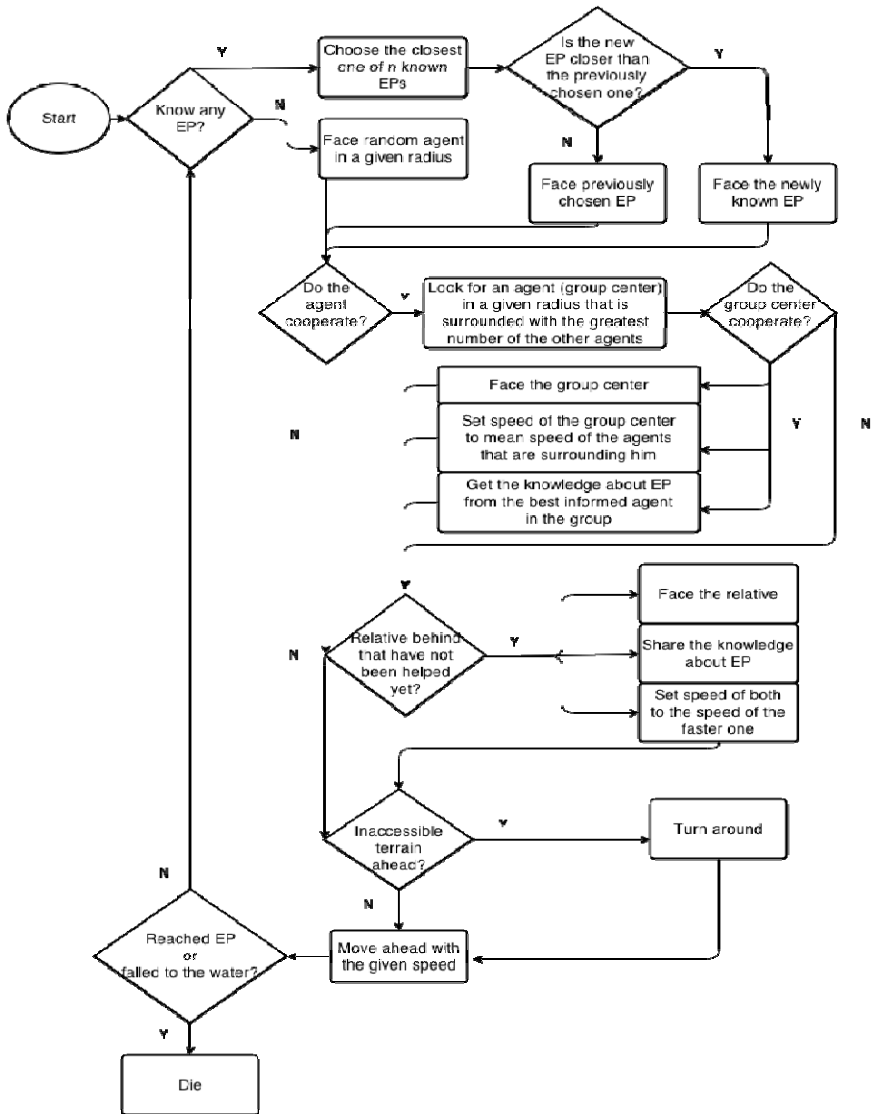 Y
Choose the closest
one of n known
EPs
Is the new
EP closer than
the previously
chosen one?
Y
Start
Know any
EP?
N
Face random agent
in a given radius
N
Face previously
chosen EP
Face the newly
known EP
Do the
agent
cooperate?
Y
Look for an agent (group center)
in a given radius that is
surrounded with the greatest
number of the other agents
Do the
group center
cooperate?
Face the group center
N
Set speed of the group center
to mean speed of the agents
that are surrounding him
Y
N
Get the knowledge about EP
from the best informed agent
in the group
Y
Face the relative
N
Relative behind
that have not
been helped
yet?
Y
Share the knowledge
about EP
Set speed of both
to the speed of the
faster one
Inaccessible
terrain
ahead?
Y
Turn around
N
N
Reached EP
or
falled to the water?
Move ahead with
the given speed
Y
Die